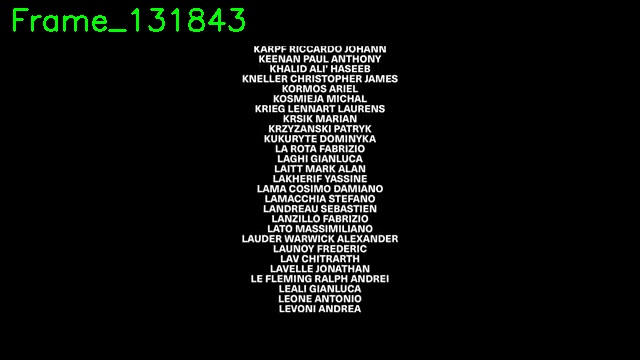 Frame_131843
KARPF RICCARDO JOHANN
KEENAN PAUL ANTHONY
KHALID ALI' HASEEB
KNELLER CHRISTOPHER JAMES
KORMOS ARIEL
KOSMIEJA MICHAL
KRIEG LENNART LAURENS
KRSIK MARIAN
KRZYZANSKI PATRYK
KUKURYTE DOMINYKA
LA ROTA FABRIZIO
LAGHI GIANLUCA
LAITT MARK ALAN
LAKHERIF YASSINE
LAMA COSIMO DAMIANO
LAMACCHIA STEFANO
LANDREAU SEBASTIEN
LANZILLO FABRIZIO
LATO MASSIMILIANO
LAUDER WARWICK ALEXANDER
LAUNOY FREDERIC
LAV CHITRARTH
LAVELLE JONATHAN
LE FLEMING RALPH ANDREI
LEALI GIANLUCA
LEONE ANTONIO
LEVONI ANDREA